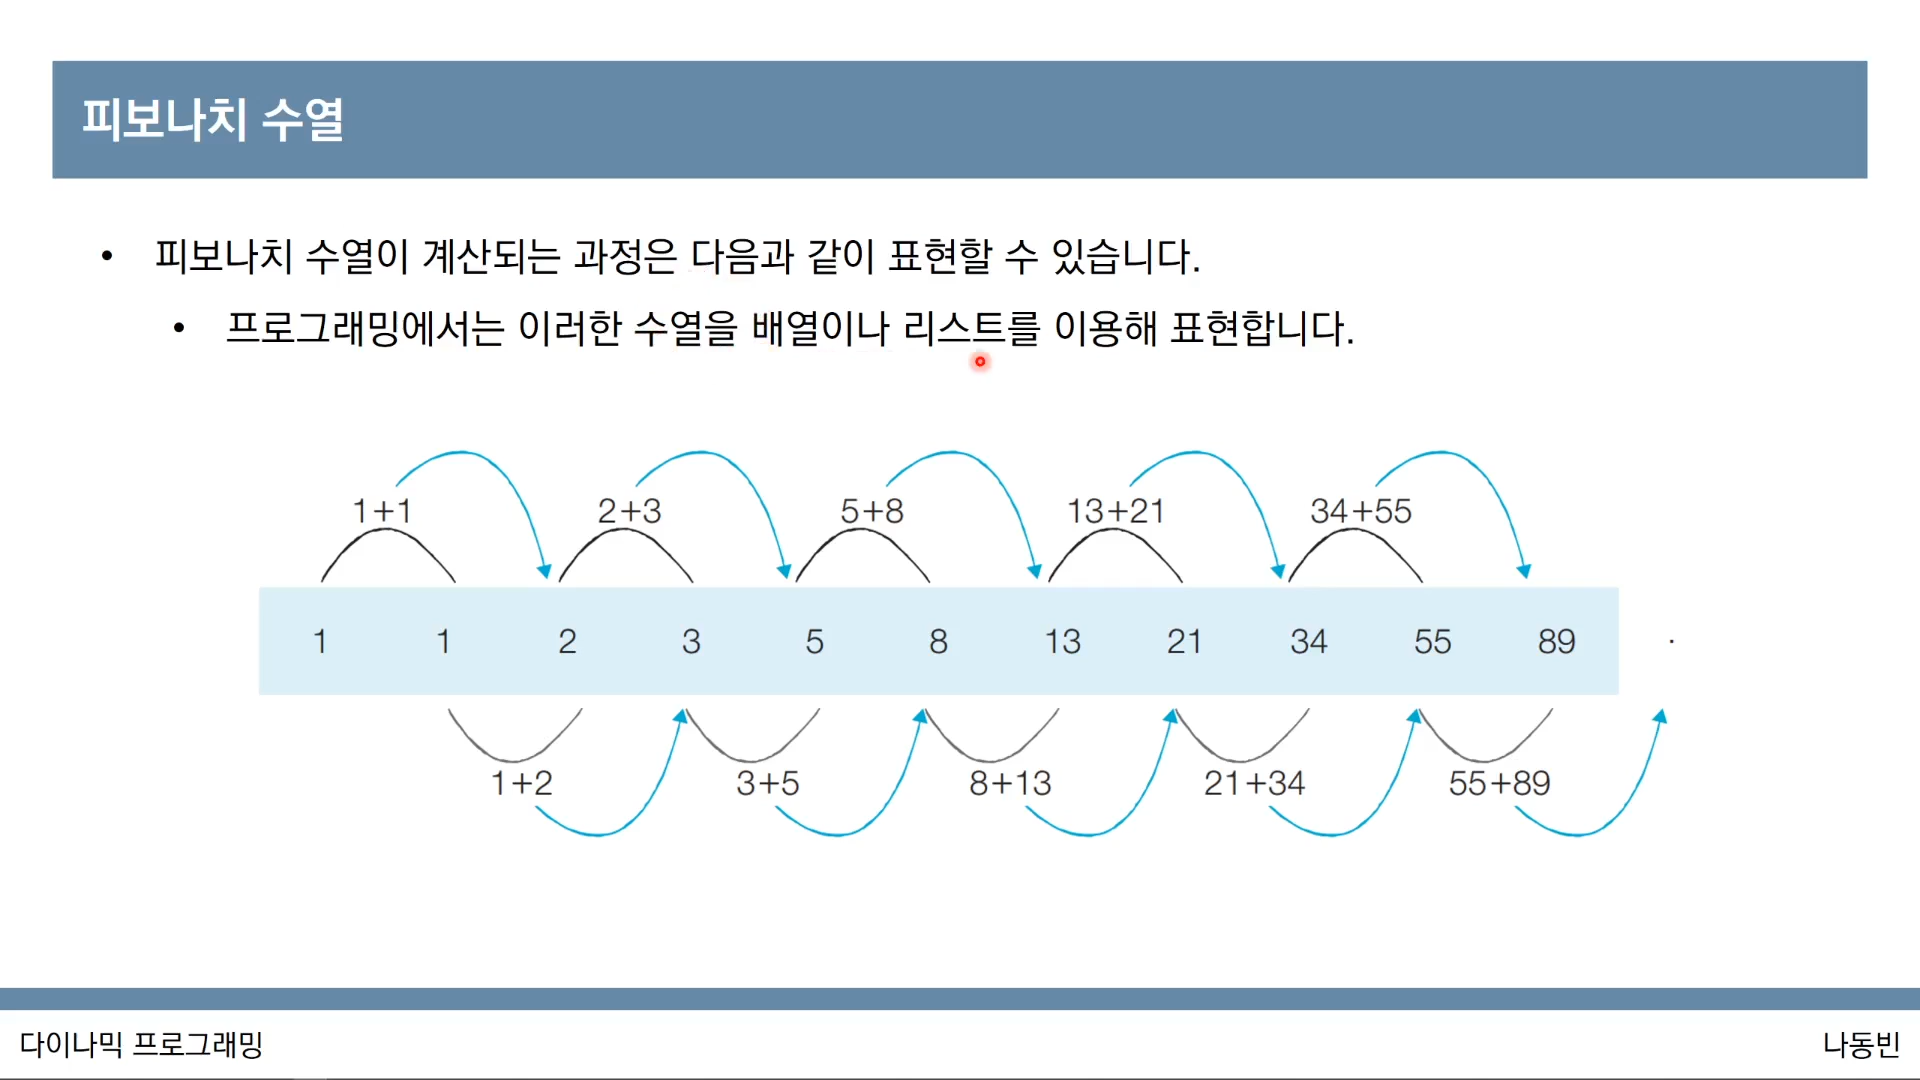 피보나치 수열
• 피보나치 수열이 계산되는 과정은 다음과 같이 표현할 수 있습니다.
• 프로그래밍에서는 이러한 수열을 배열이나 리스트를 이용해 표현합니다.
1+1 2+3 5+8 13+21 34+55
1 1 2 3 5 8 13 21 34 55 89 .
1+2 3+5 8+13 21+34 55+89
다이나믹 프로그래밍 나동빈